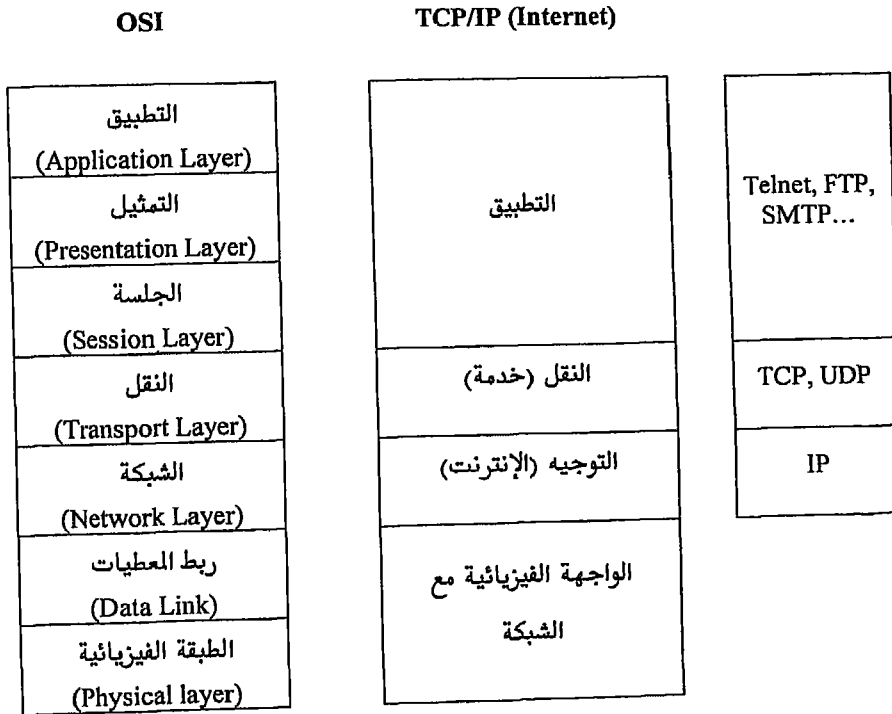 OSI
TCP/IP (Internet)
التطبيق
(Application Layer)
التمثيل
(Presentation Layer)
الجلسة
(Session Layer)
النقل
(Transport Layer)
الشبكة
(Network Layer)
ربط المعطيات
(Data Link)
الطبقة الفيزيائية
(Physical layer)
التطبيق
النقل (خدمة)
التوجيه (الإنترنت)
الواجهة الفيزيائية مع
الشبكة
Telnet, FTP,
SMTP...
TCP, UDP
IP